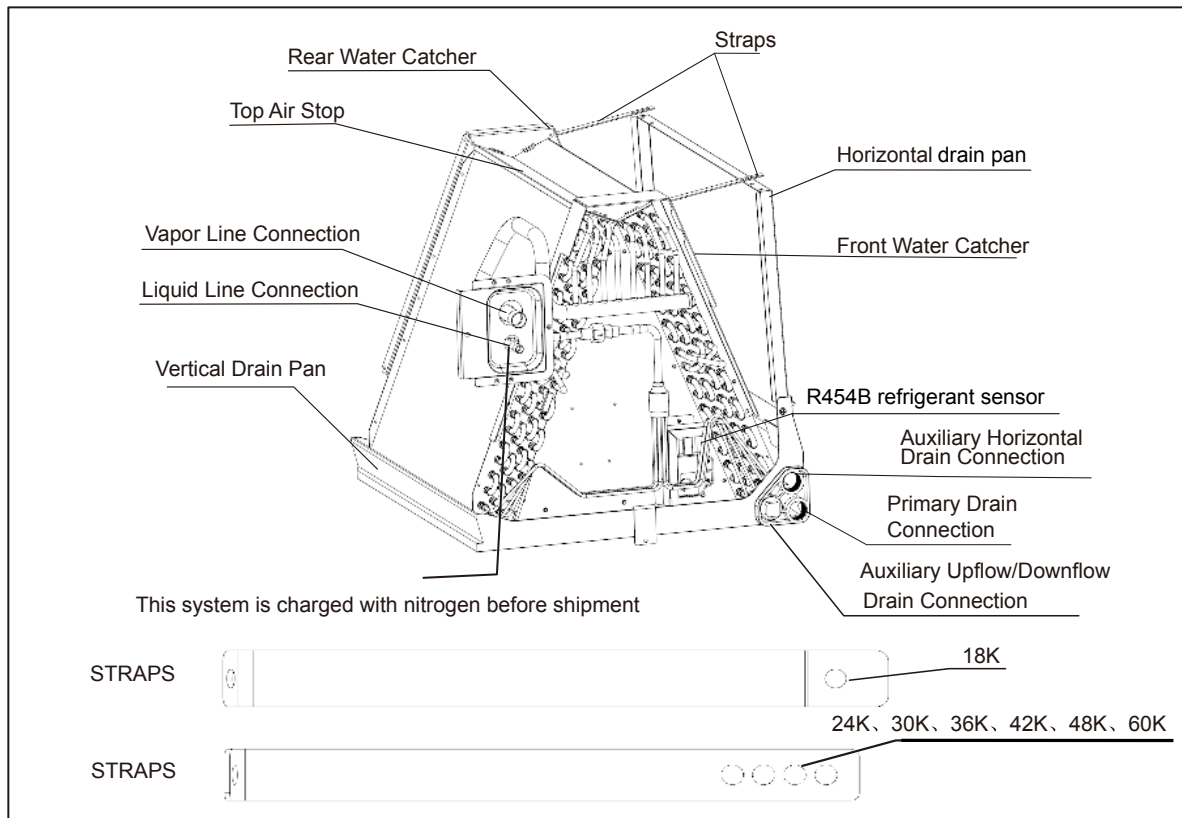 Straps
Rear Water Catcher
Top Air Stop
Horizontal drain pan
Vapor Line Connection
Front Water Catcher
Liquid Line Connection
Vertical Drain Pan
R454B refrigerant sensor
Auxiliary Horizontal
Drain Connection
Primary Drain
Connection
Auxiliary Upflow/Downflow
Drain Connection
This system is charged with nitrogen before shipment
STRAPS
18K
24K、30K、36K、42K、48K、60K
STRAPS